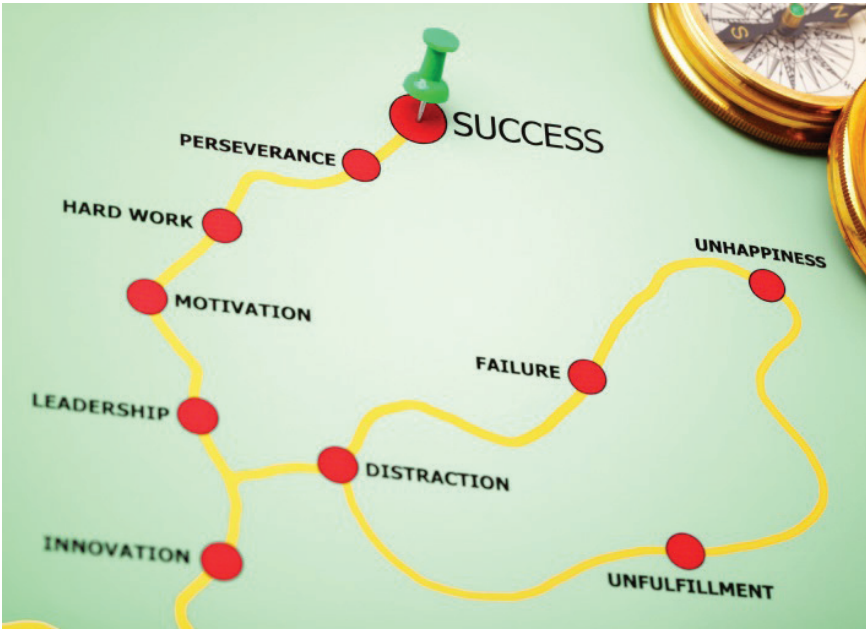 SUCCESS
PERSEVERANCE
HARD WORK
UNHAPPINESS
MOTIVATION
FAILURE
LEADERSHIP
DISTRACTION
INNOVATION
UNFULFILLMENT
S
N